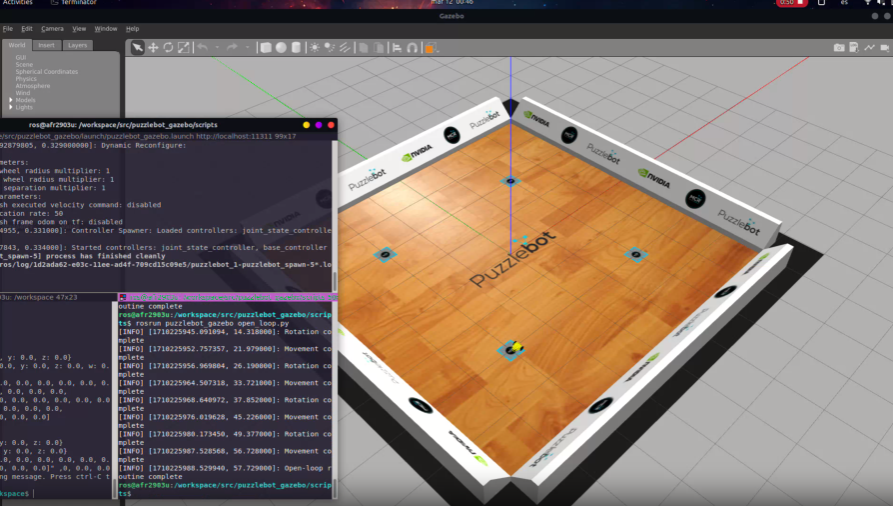 Activities
Terminator
mar 12 00:46
0:50
es
Gazebo
File Edit Camera View Window Help
World Insert Layers
GUI
Scene
Spherical Coordinates
Physics
Atmosphere
Wind
Models
Lights
ros@afr2903u: /workspace/src/puzzlebot_gazebo/scripts
e/src/puzzlebot_gazebo/launch/puzzlebot_gazebo.launch http://localhost:11311 99x17
92879805, 0.329000000]: Dynamic Reconfigure:
meters:
wheel radius multiplier: 1
wheel radius multiplier: 1
separation multiplier: 1
arameters:
sh executed velocity command: disabled
cation rate: 50
sh frame odom on tf: disabled
4955, 0.331000]: Controller Spawner: Loaded controllers: joint_state_controller,
7843, 0.334000]: Started controllers: joint_state_controller, base_controller
t_spawn-5] process has finished cleanly
ros/log/1d2ada62-e03c-11ee-ad4f-709cd15c09e5/puzzlebot_1-puzzlebot_spawn-5*.lo
03u: /workspace 47x23
, y: 0.0, z: 0.0}
0.0, y: 0.0, z: 0.0, w: 0.
.0, 0.0, 0.0, 0.0, 0.0, 0.
0.0, 0.0, 0.0,
0.0, 0.0, 0.0, 0.0, 0.0
0.0, 0.0, 0.0,
0.0, 0.0]
y: 0.0, z: 0.0}
y: 0.0, z: 0.0}
.0, 0.0, 0.0, 0.0, 0.0, 0.
0.0, 0.0, 0.0]" ,0, 0.0, 0.0
ng message. Press ctrl-C t
kspace$
outine complete
ros@afr2903u:/workspace/src/puzzlebot_gazebo/scrip
ts$ rosrun puzzlebot_gazebo open_loop.py
[INFO] [1710225945.091894, 14.318000]: Rotation co
mplete
[INFO] [1710225952.757357, 21.979000]: Movement co
mplete
[INFO] [1710225956.969804, 26.190000]: Rotation co
mplete
[INFO] [1710225964.507318, 33.721000]: Movement co
mplete
[INFO] [1710225968.640972, 37.852000]: Rotation co
mplete
[INFO] [1710225976.019628, 45.226000]: Movement co
mplete
[INFO] [1710225980.173450, 49.377000]: Rotation co
mplete
[INFO] [1710225987.528568, 56.728000]: Movement co
mplete
[INFO] [1710225988.529940, 57.729000]: Open-loop r
outine complete
ros@afr2903u:/workspace/src/puzzlebot_gazebo/scrip
ts$
Puzzlebot
NVIDIA
MCR
Puzzlebot
NVIDIA
Puzzlebot
NVIDIA
MCR
Puzzlebot
Puzzlebot